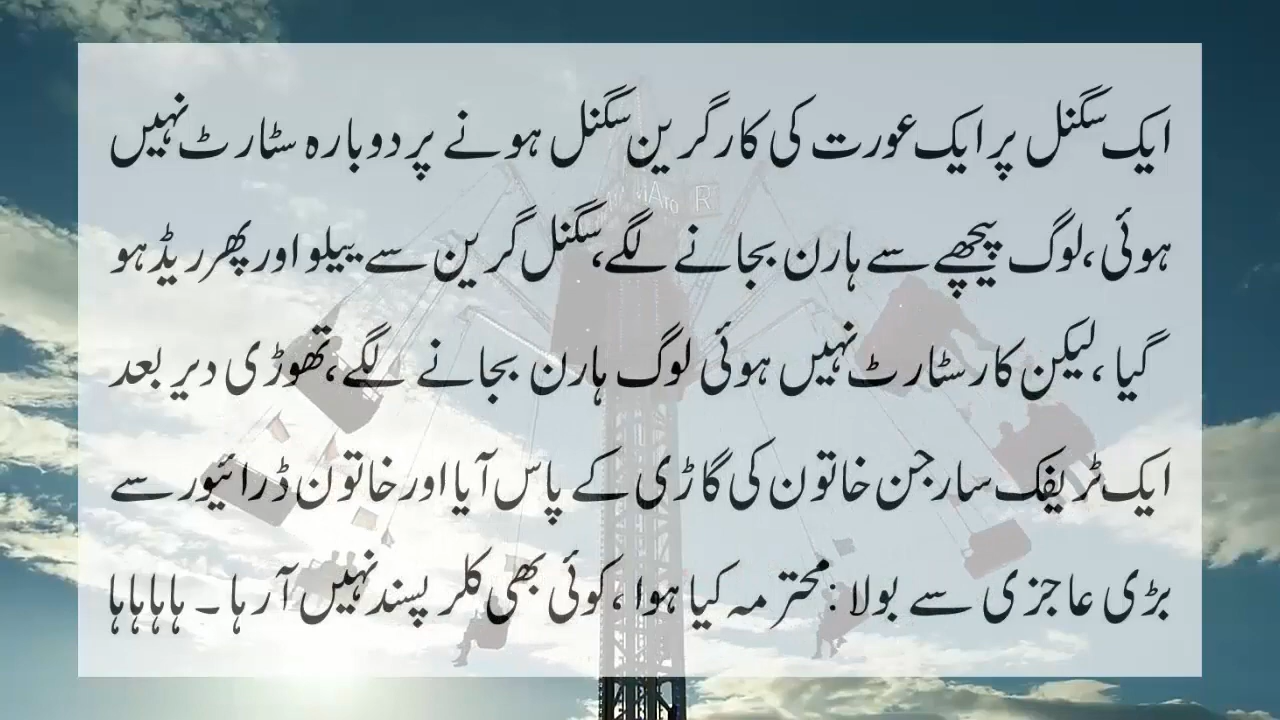 ایک سگنل پر ایک عورت کی کار گرین سگنل ہونے پر دوبارہ سٹارٹ نہیں
ہوئی، لوگ پیچھے سے ہارن بجانے لگے، سگنل گرین سے ییلو اور پھر ریڈ ہو
گیا، لیکن کار سٹارٹ نہیں ہوئی لوگ ہارن بجانے لگے، تھوڑی دیر بعد
ایک ٹریفک سارجن خاتون کی گاڑی کے پاس آیا اور خاتون ڈرائیور سے
بڑی عاجزی سے بولا: محترمہ کیا ہوا، کوئی بھی کلر پسند نہیں آرہا۔ ہاہاہاہا